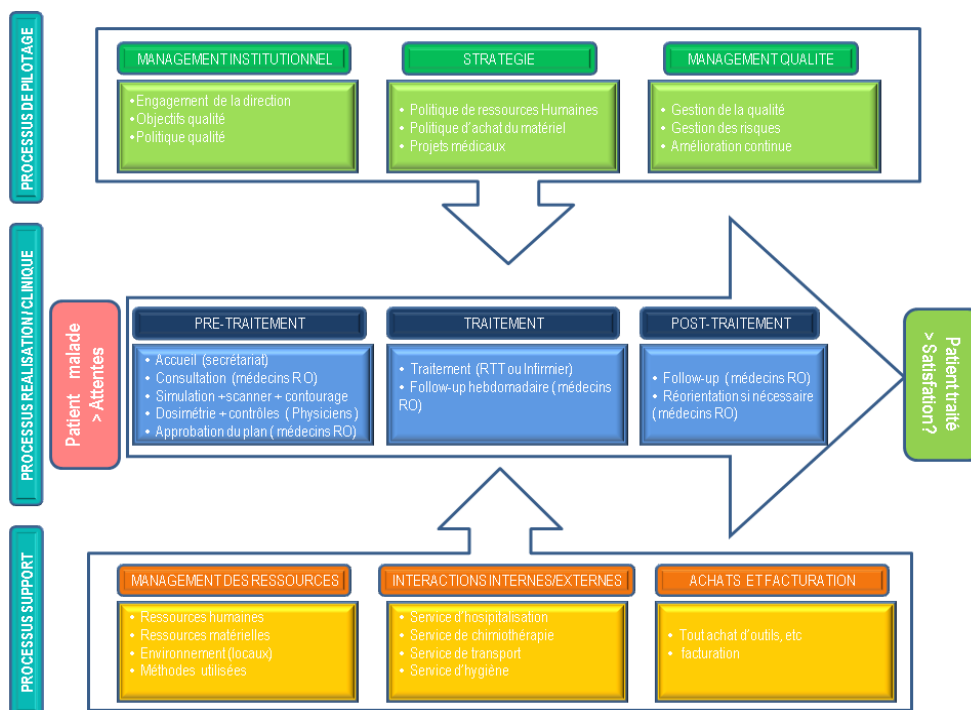 PROCESSUS DE PILOTAGE
MANAGEMENT INSTITUTIONNEL
•Engagement de la direction
•Objectifs qualité
•Politique qualité
STRATEGIE
• Politique de ressources Humaines
• Politique d'achat du matériel
• Projets médicaux
MANAGEMENT QUALITE
• Gestion de la qualité
• Gestion des risques
• Amélioration continue
PROCESSUS REALISATION/CLINIQUE
Patient malade
> Attentes
PRE-TRAITEMENT
• Accueil (secrétariat)
• Consultation (médecins RO)
• Simulation +scanner + contourage
• Dosimétrie + contrôles ( Physiciens)
• Approbation du plan ( médecins RO)
TRAITEMENT
• Traitement (RTT ou Infirmier)
• Follow-up hebdomadaire ( médecins
RO)
POST-TRAITEMENT
• Follow-up (médecins RO)
• Réorientation si nécessaire
(médecins RO)
Patient traité
> Satisfaction?
PROCESSUS SUPPORT
MANAGEMENT DES RESSOURCES
• Ressources humaines
• Ressources matérielles
• Environnement (locaux)
• Méthodes utilisées
INTERACTIONS INTERNES/EXTERNES
• Service d'hospitalisation
• Service de chimiothérapie
• Service de transport
• Service d'hygiène
ACHATS ET FACTURATION
• Tout achat d'outils, etc
• facturation